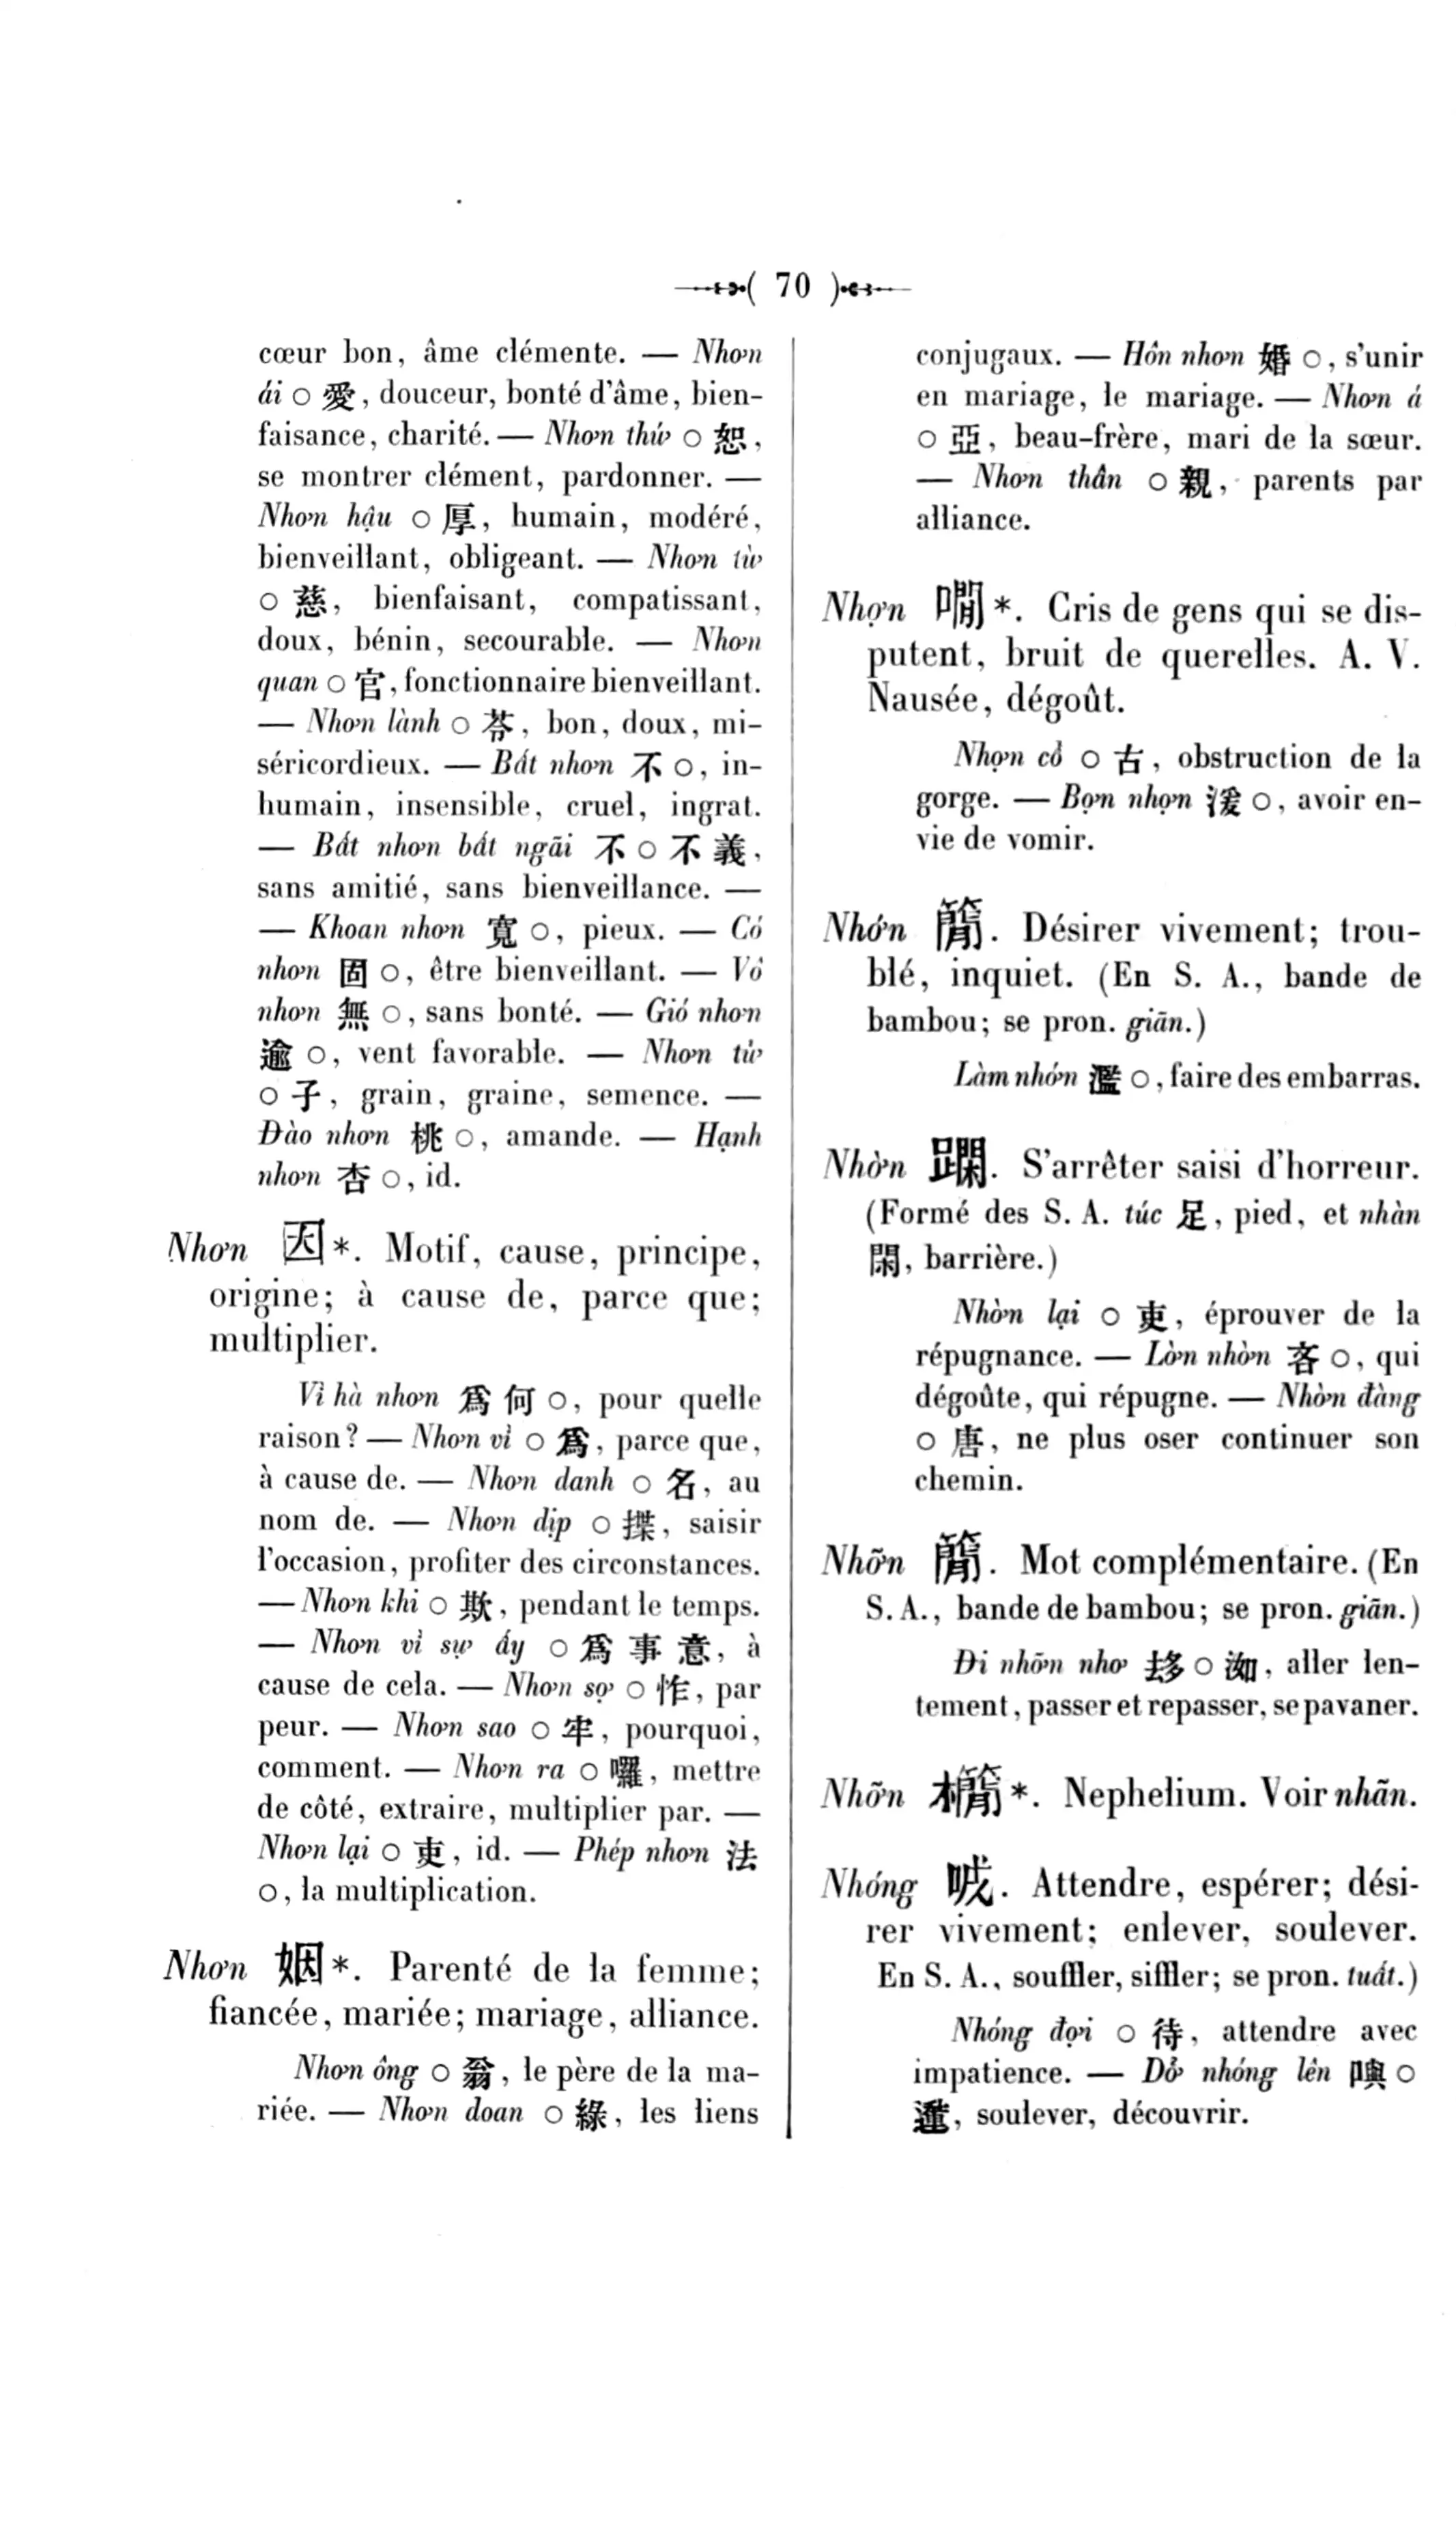 ( 70 )
cœur bon, âme clémente. — Nhơn
ái ○ 愛, douceur, bonté d'âme, bien-
faisance, charité. — Nhơn thứ ○ 恕,
se montrer clément, pardonner. —
Nhơn hậu ○ 厚, humain, modéré,
bienveillant, obligeant. — Nhơn từ
○ 慈, bienfaisant, compatissant,
doux, bénin, secourable. — Nhơn
quan ○ 官, fonctionnaire bienveillant.
— Nhơn lành ○ 苓, bon, doux, mi-
séricordieux. — Bất nhơn 不 ○, in-
humain, insensible, cruel, ingrat.
— Bất nhơn bất ngãi 不 ○ 不 義,
sans amitié, sans bienveillance. —
— Khoan nhơn 寬 ○, pieux. — Có
nhơn 固 ○, être bienveillant. — Vô
nhơn 無 ○, sans bonté. — Gió nhơn
○, vent favorable. — Nhơn tử
○ 子, grain, graine, semence. —
Đào nhơn 桃 ○, amande. — Hạnh
nhơn 杏 ○, id.
Nhơn 因 *. Motif, cause, principe,
origine; à cause de, parce que;
multiplier.
Vì hà nhơn 爲 何 ○, pour quelle
raison? — Nhơn vì ○ 爲, parce que,
à cause de. — Nhơn danh ○ 名, au
nom de. — Nhơn dịp ○ 揲, saisir
l'occasion, profiter des circonstances.
— Nhơn khi ○ 欺, pendant le temps.
— Nhơn vì sự ấy ○ 爲 事 意, à
cause de cela. — Nhơn sợ ○ 怍, par
peur. — Nhơn sao ○ 牢, pourquoi,
comment. — Nhơn ra ○ 囉, mettre
de côté, extraire, multiplier par. —
Nhơn lại ○ 吏, id. — Phép nhơn 法
○, la multiplication.
Nhơn 姻 *. Parenté de la femme;
fiancée, mariée; mariage, alliance.
Nhơn ông ○ 翁, le père de la ma-
riée. — Nhơn doan ○ 綠, les liens
conjugaux. — Hôn nhơn 婚 ○, s'unir
en mariage, le mariage. — Nhơn á
○ 亞, beau-frère, mari de la sœur.
— Nhơn thân ○ 親, parents par
alliance.
Nhợn 㗴 *. Cris de gens qui se dis-
putent, bruit de querelles. A. V.
Nausée, dégoût.
Nhợn cổ ○ 古, obstruction de la
gorge. — Bợn nhợn 湲 ○, avoir en-
vie de vomir.
Nhớn 簡. Désirer vivement; trou-
blé, inquiet. (En S. A., bande de
bambou; se pron. giãn.)
Làm nhớn 濫 ○, faire des embarras.
Nhờn. S'arrêter saisi d'horreur.
(Formé des S. A. túc 足, pied, et nhàn
閑, barrière.)
Nhờn lại ○ 吏, éprouver de la
répugnance. — Lờn nhờn 吝 ○, qui
dégoûte, qui répugne. — Nhờn đàng
○ 唐, ne plus oser continuer son
chemin.
Nhỡn 簡. Mot complémentaire. (En
S. A., bande de bambou; se pron. giãn.)
Đi nhỡn nhơ 𠫾 ○ 洳, aller len-
tement, passer et repasser, se pavaner.
Nhỡn *. Nephelium. Voir nhãn.
Nhóng. Attendre, espérer; dési-
rer vivement; enlever, soulever.
En S. A., souffler, siffler; se pron. tuất.)
Nhóng đợi ○ 待, attendre avec
impatience. — Dở nhóng lên ○
, soulever, découvrir.